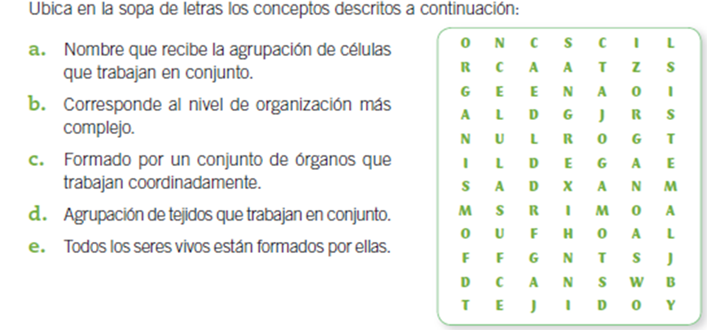 Ubica en la sopa de letras los conceptos descritos a continuación:
a. Nombre que recibe la agrupación de células
que trabajan en conjunto.
b. Corresponde al nivel de organización más
complejo.
c. Formado por un conjunto de órganos que
trabajan coordinadamente.
d. Agrupación de tejidos que trabajan en conjunto.
e. Todos los seres vivos están formados por ellas.
O N C S C I L
R C A A T Z S
G E E N A O I
A L D G J R S
N U L R O G T
I L D E G A E
S A D X A N M
M S R I M O A
O U F H O A L
F F G N T S J
D C A N S W B
T E J I D O Y